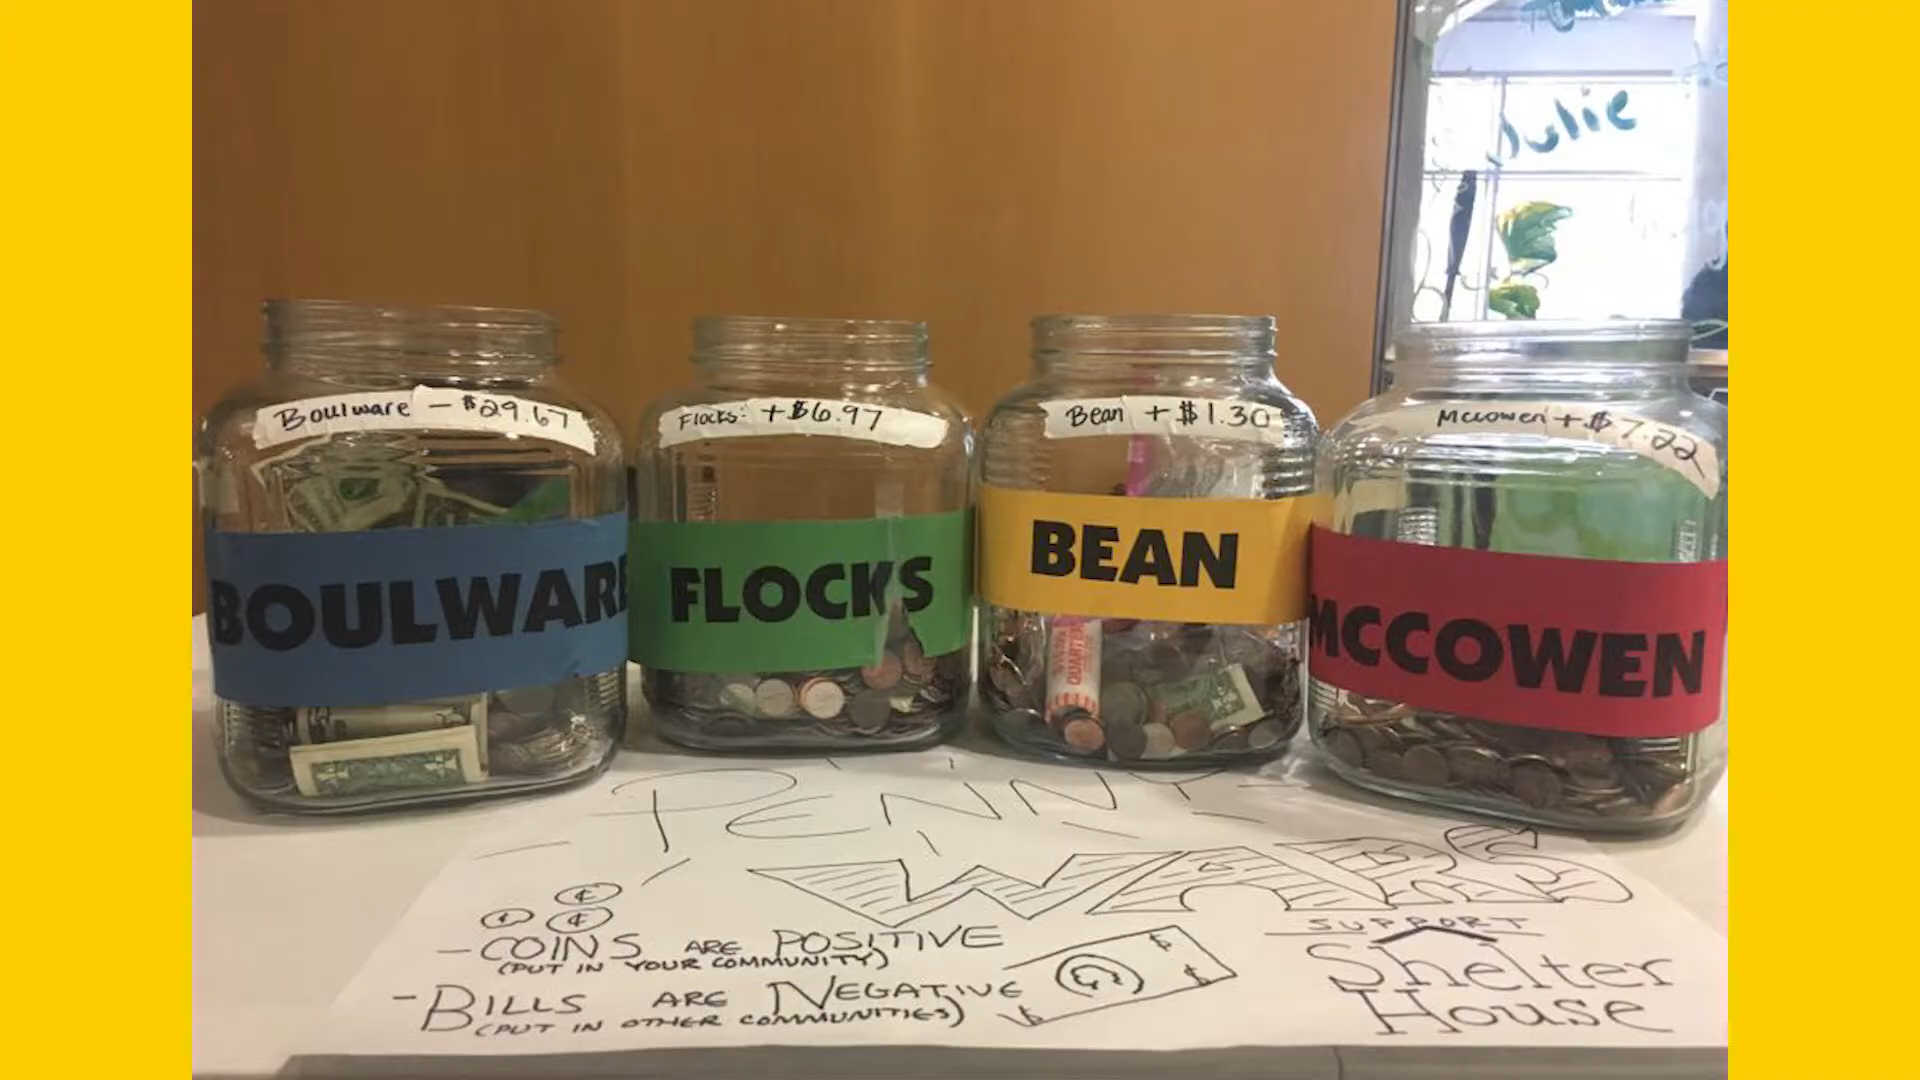 Julie
Boulware - $29.67
Flocks: + $6.97
Bean + $1.30
McCowen + $7.22
BOULWARE
FLOCKS
BEAN
MCCOWEN
QUARTERS
PENNY
WARS
¢
¢ ¢
- COINS ARE POSITIVE
(PUT IN YOUR COMMUNITY)
- BILLS ARE NEGATIVE
(PUT IN OTHER COMMUNITIES)
$
$
$
SUPPORT
Shelter
House